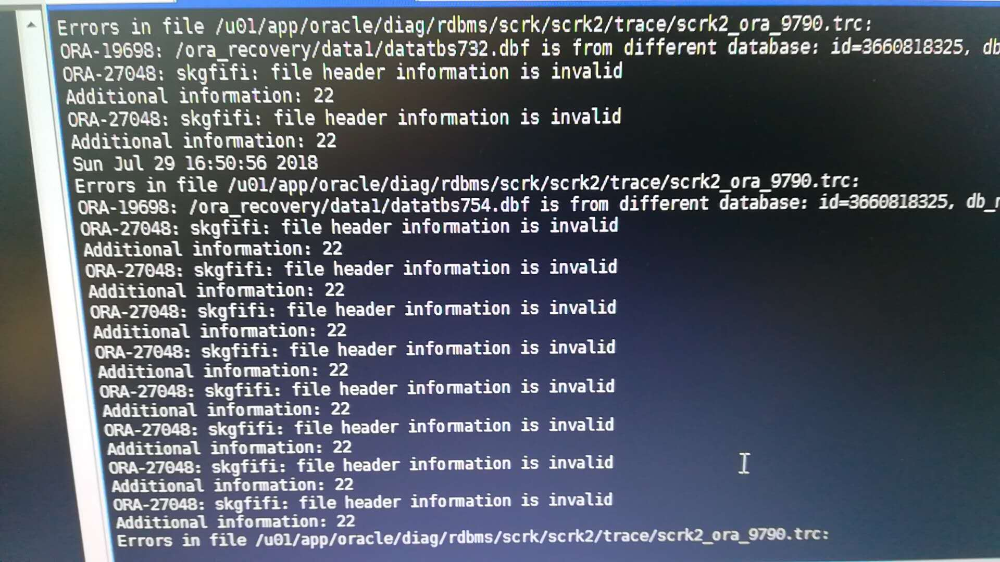 Errors in file /u01/app/oracle/diag/rdbms/scrk/scrk2/trace/scrk2_ora_9790.trc:
ORA-19698: /ora_recovery/data1/datatbs732.dbf is from different database: id=3660818325, db
ORA-27048: skgfifi: file header information is invalid
Additional information: 22
ORA-27048: skgfifi: file header information is invalid
Additional information: 22
Sun Jul 29 16:50:56 2018
Errors in file /u01/app/oracle/diag/rdbms/scrk/scrk2/trace/scrk2_ora_9790.trc:
ORA-19698: /ora_recovery/data1/datatbs754.dbf is from different database: id=3660818325, db_n
ORA-27048: skgfifi: file header information is invalid
Additional information: 22
ORA-27048: skgfifi: file header information is invalid
Additional information: 22
ORA-27048: skgfifi: file header information is invalid
Additional information: 22
ORA-27048: skgfifi: file header information is invalid
Additional information: 22
ORA-27048: skgfifi: file header information is invalid
Additional information: 22
ORA-27048: skgfifi: file header information is invalid
Additional information: 22
ORA-27048: skgfifi: file header information is invalid
Additional information: 22
ORA-27048: skgfifi: file header information is invalid
Additional information: 22
Errors in file /u01/app/oracle/diag/rdbms/scrk/scrk2/trace/scrk2_ora_9790.trc: